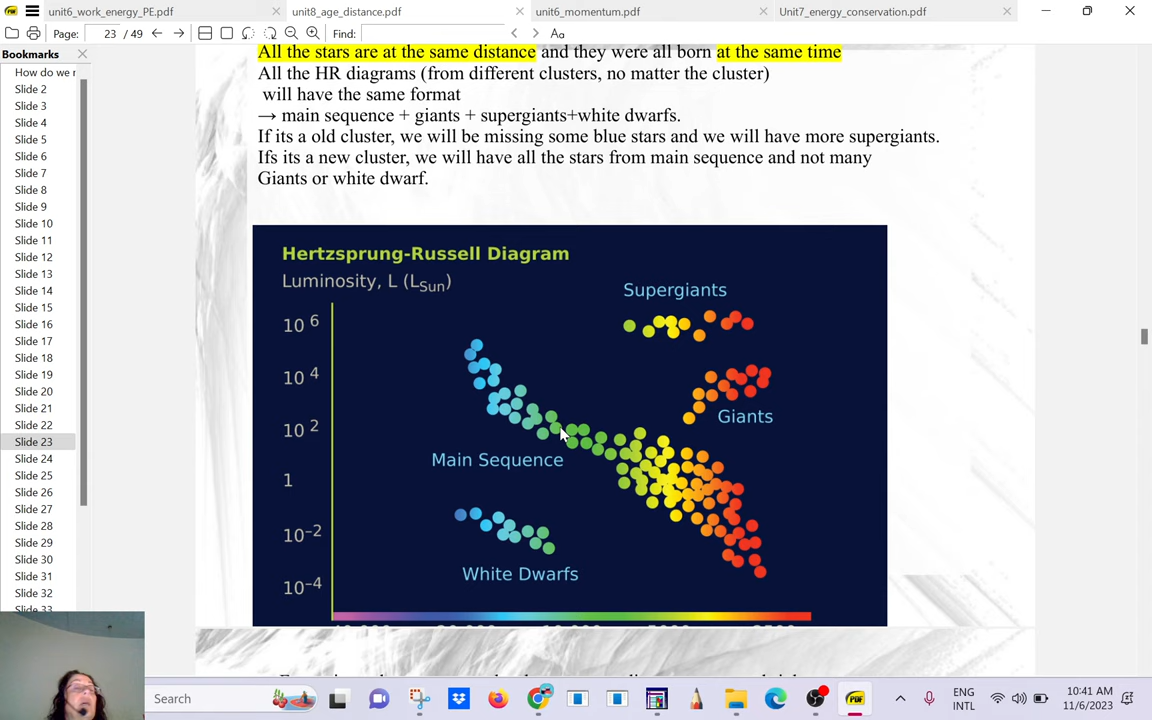 unit6_work_energy_PE.pdf
unit8_age_distance.pdf
unit6_momentum.pdf
Unit7_energy_conservation.pdf
Page: 23 / 49
Find:
Aa
Bookmarks
How do we r
Slide 2
Slide 3
Slide 4
Slide 5
Slide 6
Slide 7
Slide 8
Slide 9
Slide 10
Slide 11
Slide 12
Slide 13
Slide 14
Slide 15
Slide 16
Slide 17
Slide 18
Slide 19
Slide 20
Slide 21
Slide 22
Slide 23
Slide 24
Slide 25
Slide 26
Slide 27
Slide 28
Slide 29
Slide 30
Slide 31
Slide 32
Slide 33
All the stars are at the same distance and they were all born at the same time
All the HR diagrams (from different clusters, no matter the cluster)
will have the same format
→ main sequence + giants + supergiants+white dwarfs.
If its a old cluster, we will be missing some blue stars and we will have more supergiants.
Ifs its a new cluster, we will have all the stars from main sequence and not many
Giants or white dwarf.
Hertzsprung-Russell Diagram
Luminosity, L (LSun)
Supergiants
10 6
10 4
Giants
10 2
Main Sequence
1
10–2
White Dwarfs
10–4
Search
ENG
INTL
10:41 AM
11/6/2023